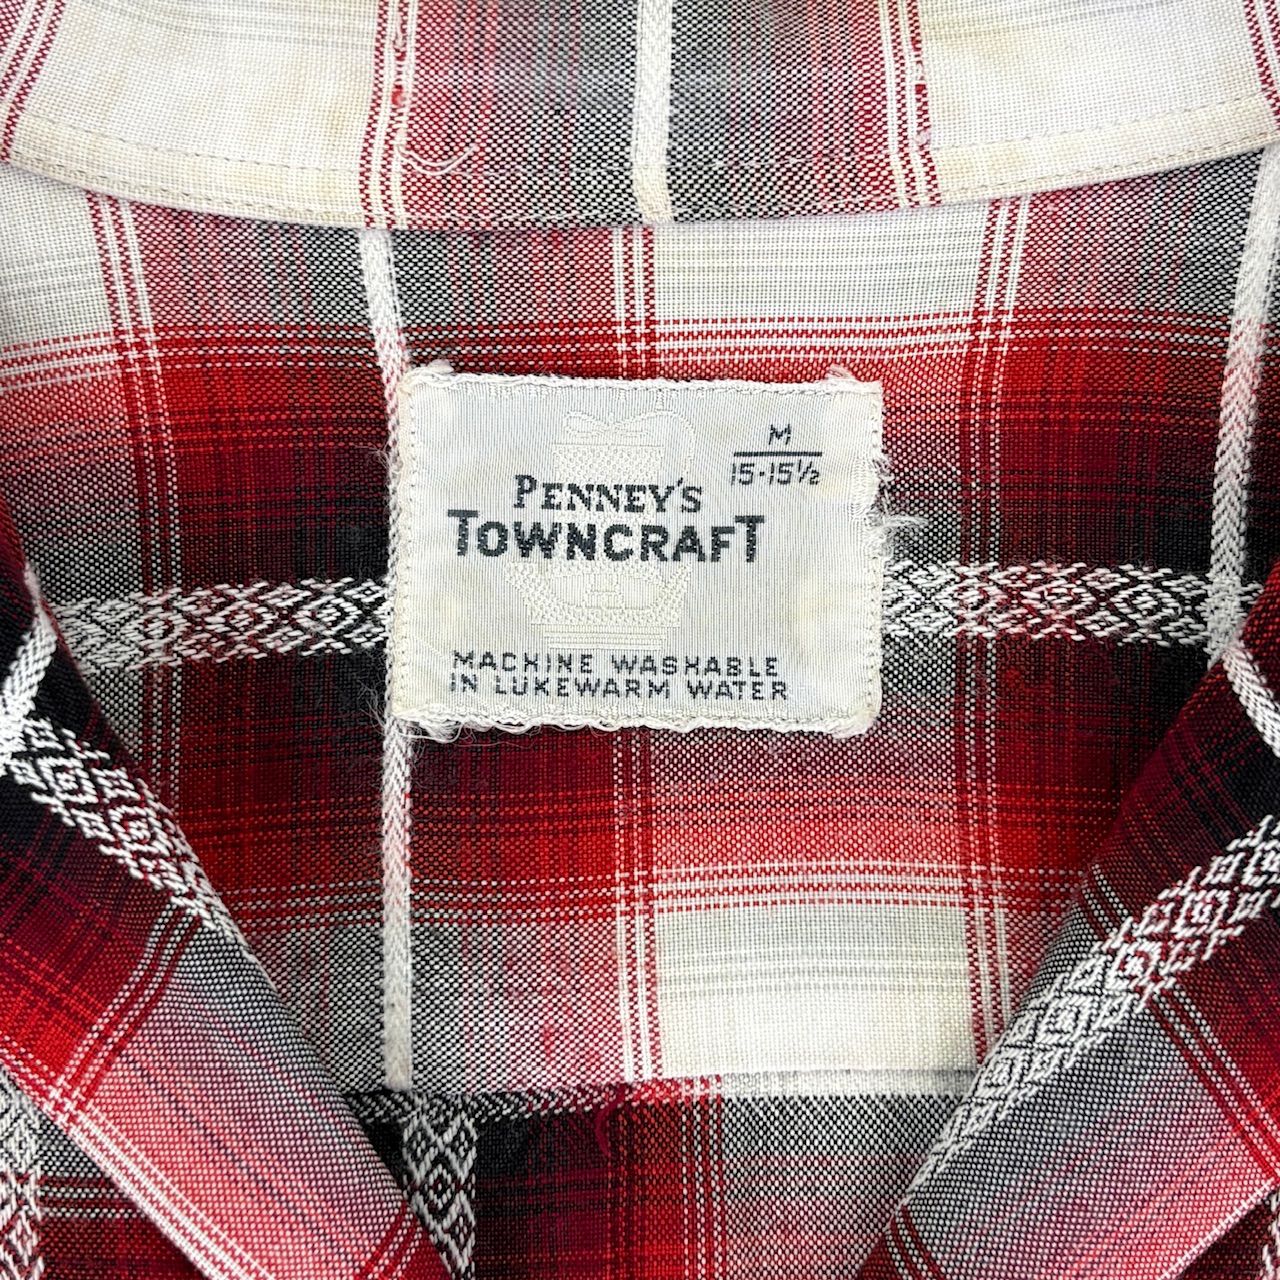 M
15-15½
PENNEY'S
TOWNCRAFT
MACHINE WASHABLE
IN LUKEWARM WATER